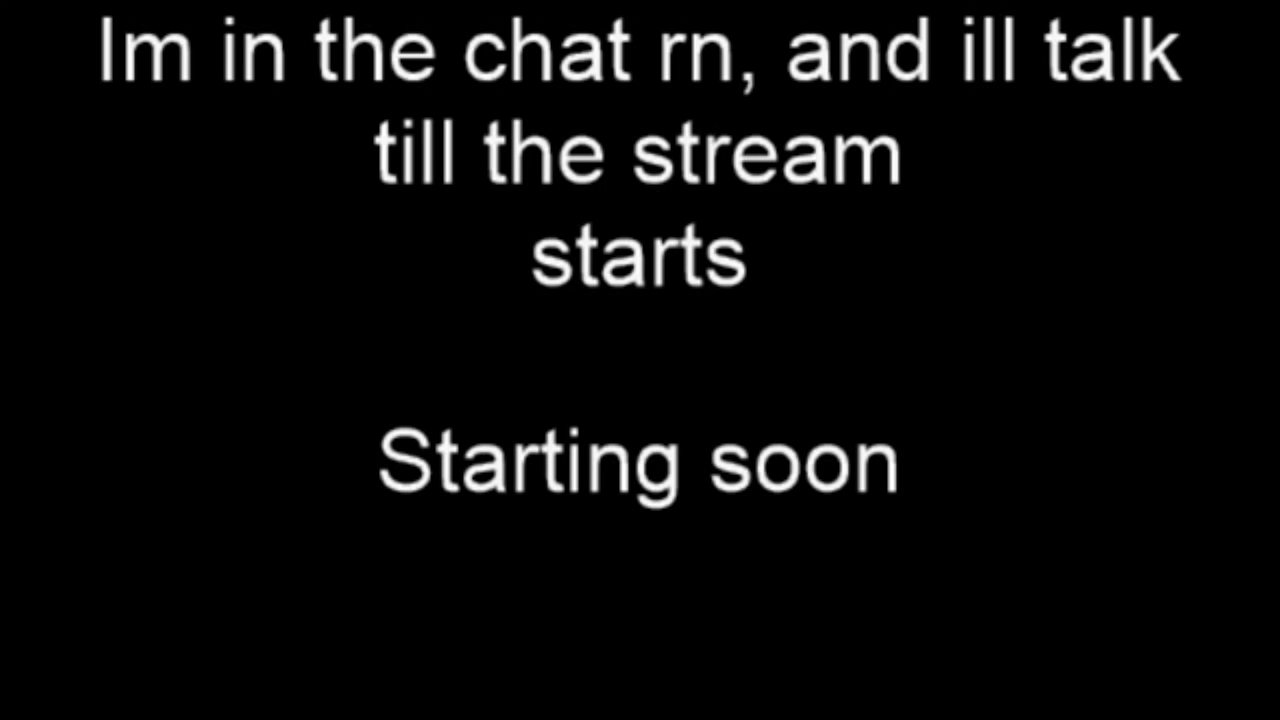 Im in the chat rn, and ill talk
till the stream
starts
Starting soon